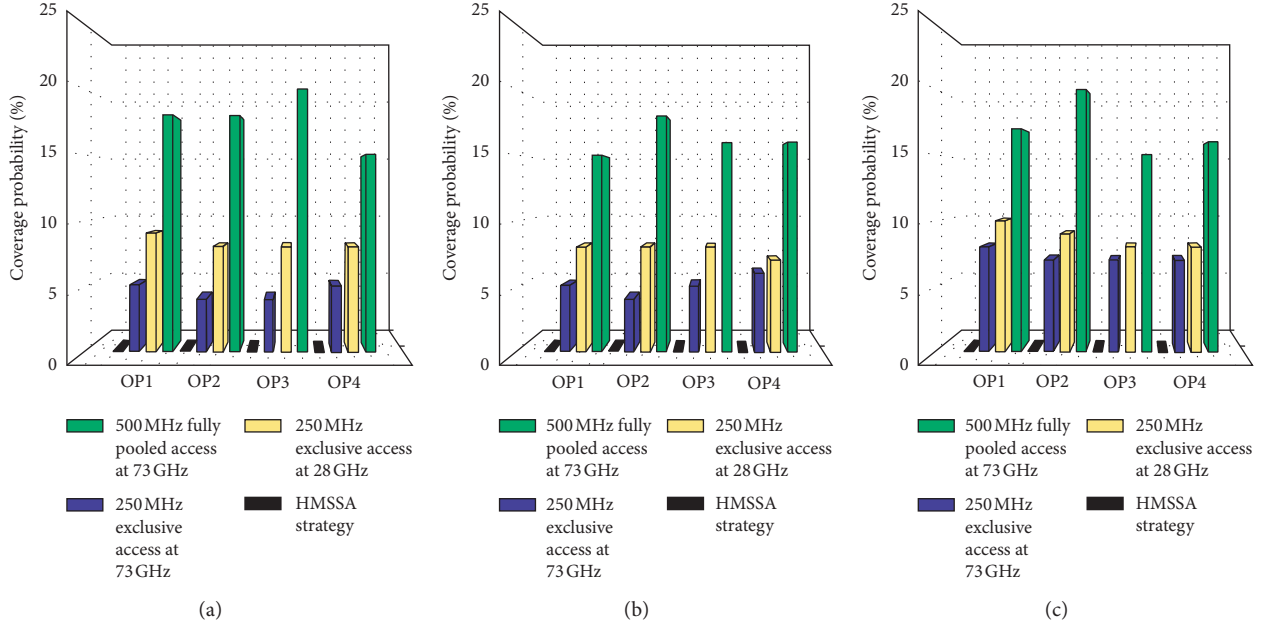 25
20
15
10
5
0
Coverage probability (%)
OP1 OP2 OP3 OP4
500 MHz fully
pooled access
at 73 GHz
250 MHz
exclusive access
at 28 GHz
250 MHz
exclusive
access at
73 GHz
HMSSA
strategy
(a)
25
20
15
10
5
0
Coverage probability (%)
OP1 OP2 OP3 OP4
500 MHz fully
pooled access
at 73 GHz
250 MHz
exclusive access
at 28 GHz
250 MHz
exclusive
access at
73 GHz
HMSSA
strategy
(b)
25
20
15
10
5
0
Coverage probability (%)
OP1 OP2 OP3 OP4
500 MHz fully
pooled access
at 73 GHz
250 MHz
exclusive access
at 28 GHz
250 MHz
exclusive
access at
73 GHz
HMSSA
strategy
(c)